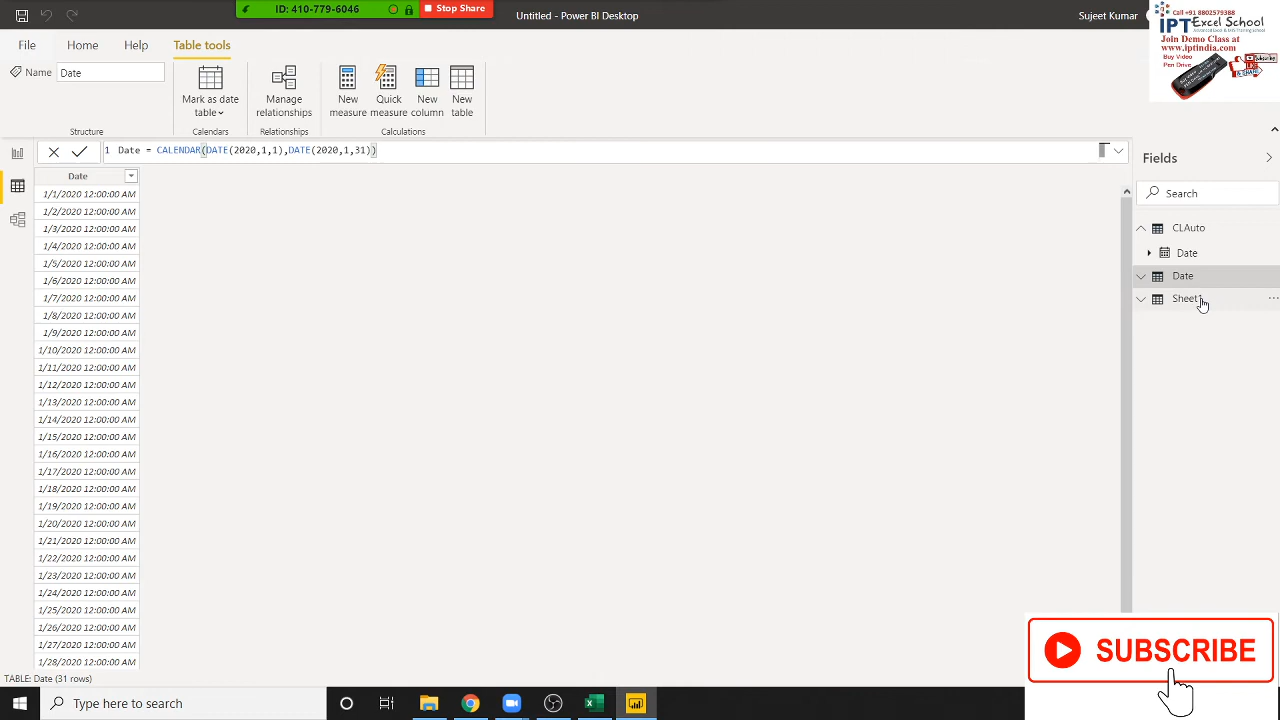 ID: 410-779-6046
Stop Share
Untitled - Power BI Desktop
Sujeet Kumar
Call +91 8802579388
IPT Excel School
Advanced Excel & MIS Training School
Join Demo Class at
www.iptindia.com
Buy Video
Pen Drive
Subscribe
File
Home
Help
Table tools
Name
Date
Mark as date
table
Manage
relationships
New
measure
Quick
measure
New
column
New
table
Structure
Calendars
Relationships
Calculations
1 Date = CALENDAR(DATE(2020,1,1),DATE(2020,1,31))
Date
1/1/2020 12:00:00 AM
1/2/2020 12:00:00 AM
1/3/2020 12:00:00 AM
1/4/2020 12:00:00 AM
1/5/2020 12:00:00 AM
1/6/2020 12:00:00 AM
1/7/2020 12:00:00 AM
1/8/2020 12:00:00 AM
1/9/2020 12:00:00 AM
1/10/2020 12:00:00 AM
1/11/2020 12:00:00 AM
1/12/2020 12:00:00 AM
1/13/2020 12:00:00 AM
1/14/2020 12:00:00 AM
1/15/2020 12:00:00 AM
1/16/2020 12:00:00 AM
1/17/2020 12:00:00 AM
1/18/2020 12:00:00 AM
1/19/2020 12:00:00 AM
1/20/2020 12:00:00 AM
1/21/2020 12:00:00 AM
1/22/2020 12:00:00 AM
1/23/2020 12:00:00 AM
1/24/2020 12:00:00 AM
1/25/2020 12:00:00 AM
1/26/2020 12:00:00 AM
1/27/2020 12:00:00 AM
1/28/2020 12:00:00 AM
Fields
Search
CLAuto
Date
Date
SUBSCRIBE
TABLE: Date (31 rows)
Type here to search